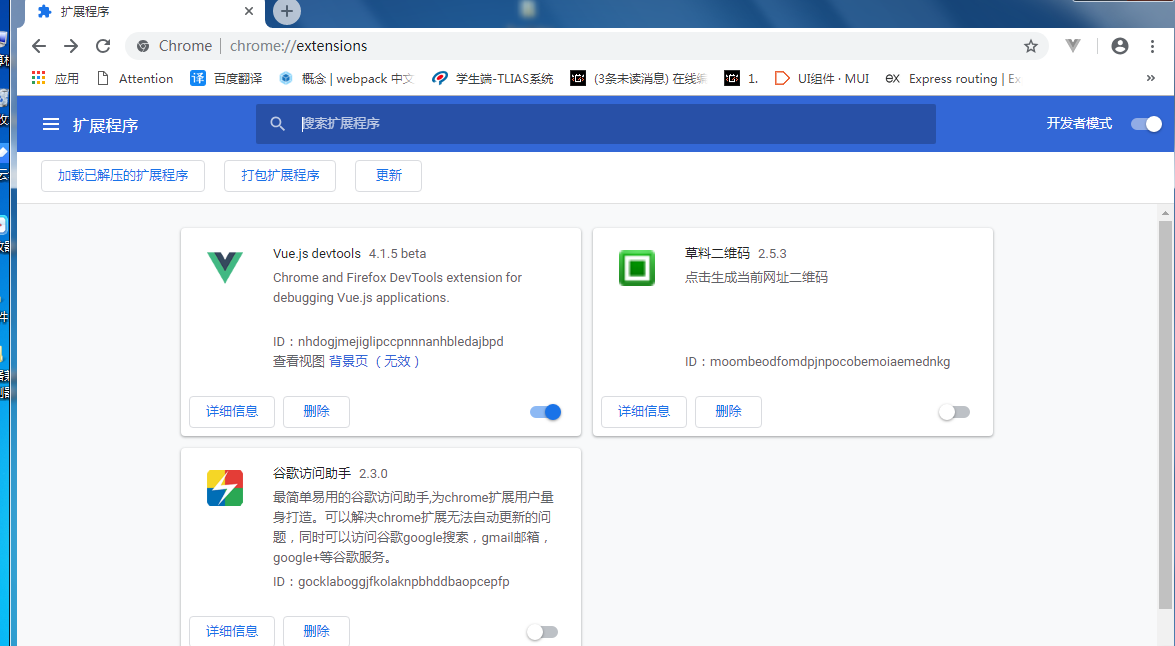 扩展程序
Chrome
chrome://extensions
应用
Attention
译 百度翻译
概念 | webpack 中文
学生端-TLIAS系统
(3条未读消息) 在线编
1.
UI组件 · MUI
ex Express routing | Ex
扩展程序
搜索扩展程序
开发者模式
加载已解压的扩展程序
打包扩展程序
更新
Vue.js devtools 4.1.5 beta
Chrome and Firefox DevTools extension for
debugging Vue.js applications.
ID：nhdogjmejiglipccpnnnanhbledajbpd
查看视图 背景页 （无效）
详细信息
删除
草料二维码 2.5.3
点击生成当前网址二维码
ID：moombeodfomdpjnpocobemoiaemednkg
详细信息
删除
谷歌访问助手 2.3.0
最简单易用的谷歌访问助手,为chrome扩展用户量
身打造。可以解决chrome扩展无法自动更新的问
题，同时可以访问谷歌google搜索，gmail邮箱，
google+等谷歌服务。
ID：gocklaboggjfkolaknpbhddbaopcepfp
详细信息
删除